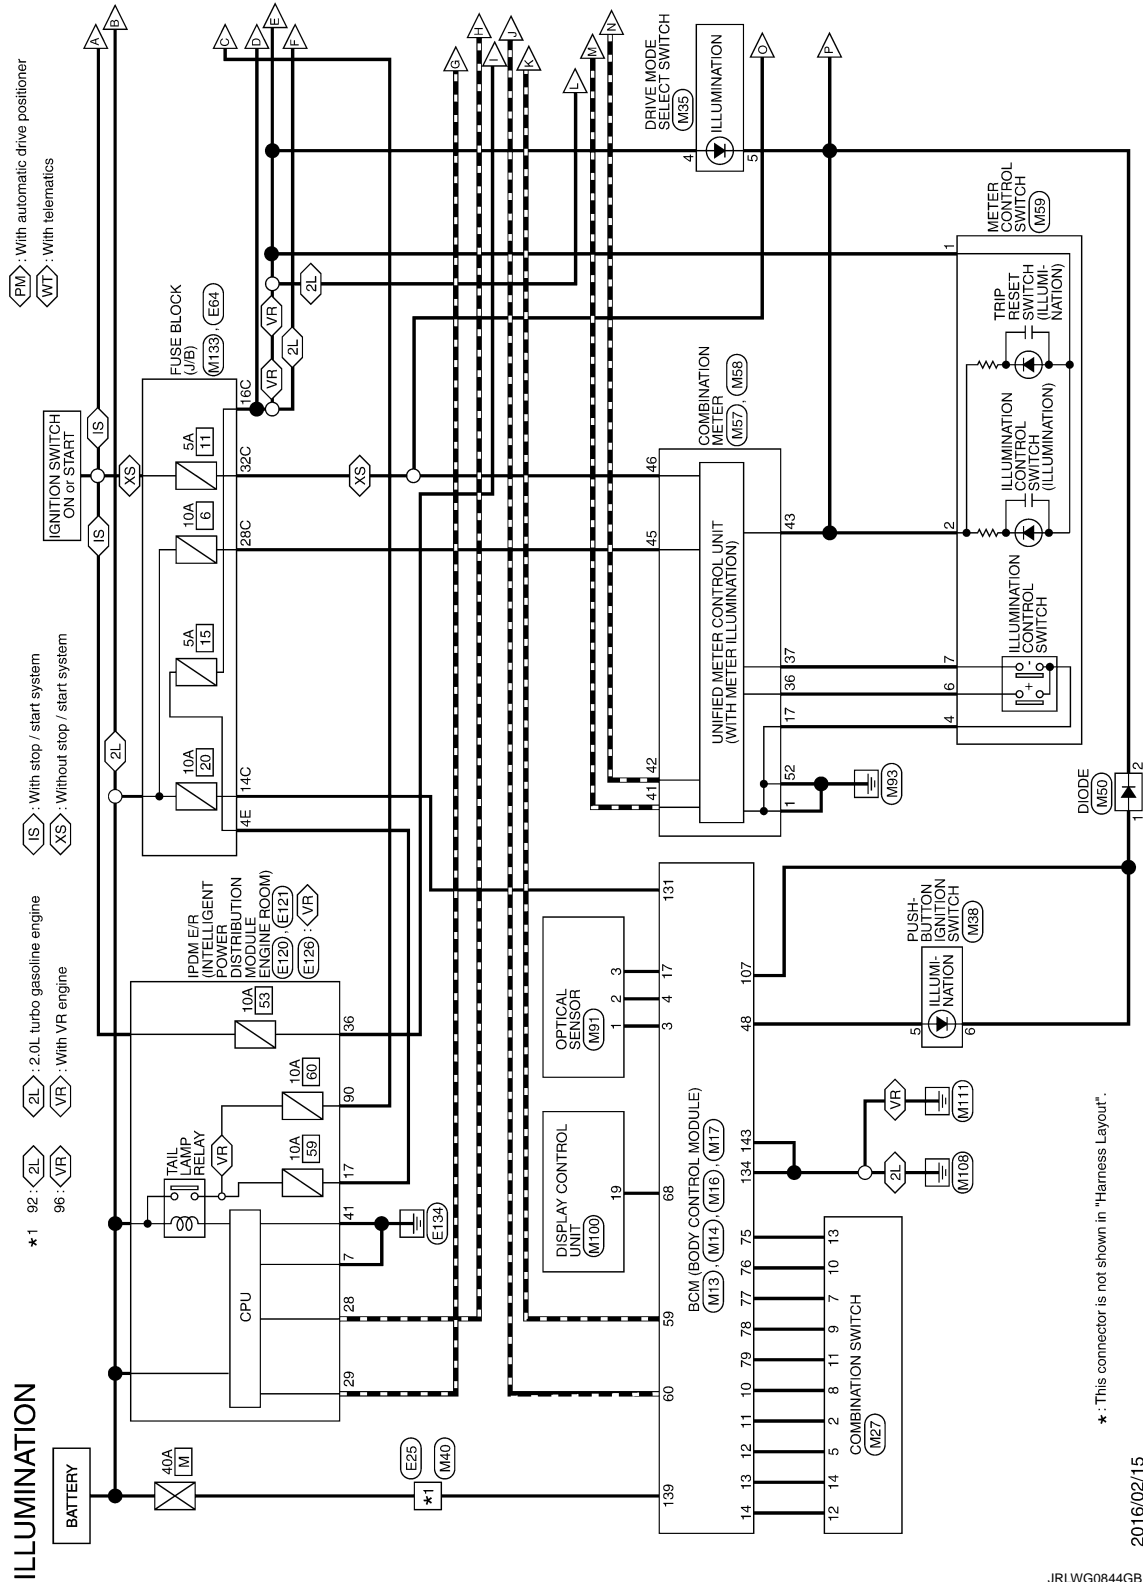 ILLUMINATION
BATTERY
40A
M
*1
E25
M40
139
*1 92 : 2L
96 : VR
2L : 2.0L turbo gasoline engine
VR : With VR engine
IS : With stop / start system
XS : Without stop / start system
PM : With automatic drive positioner
WT : With telematics
IGNITION SWITCH
ON or START
IS
IS
XS
2L
A
B
C
D
E
F
G
H
I
J
K
L
M
N
O
P
TAIL
LAMP
RELAY
VR
CPU
10A
59
10A
60
10A
53
29
28
7
41
17
90
36
E134
IPDM E/R
(INTELLIGENT
POWER
DISTRIBUTION
MODULE
ENGINE ROOM)
E120 , E121
E126 : VR
10A
20
5A
15
10A
6
5A
11
4E
14C
28C
32C
16C
FUSE BLOCK
(J/B)
M133 , E64
VR
VR
2L
2L
XS
DISPLAY CONTROL
UNIT
M100
19
OPTICAL
SENSOR
M91
1
2
3
60
59
68
3
4
17
131
BCM (BODY CONTROL MODULE)
M13 , M14 , M16 , M17
14
13
12
11
10
79
78
77
76
75
134
143
48
107
12
14
5
2
8
11
9
7
10
13
COMBINATION SWITCH
M27
2L
M108
VR
M111
5
ILLUMI-
NATION
6
PUSH-
BUTTON
IGNITION
SWITCH
M38
41
42
45
46
COMBINATION
METER
M57 , M58
UNIFIED METER CONTROL UNIT
(WITH METER ILLUMINATION)
1
52
17
36
37
43
M93
DRIVE MODE
SELECT SWITCH
M35
4
ILLUMINATION
5
METER
CONTROL
SWITCH
M59
4
6
7
2
1
+
-
ILLUMINATION
CONTROL
SWITCH
ILLUMINATION
CONTROL
SWITCH
(ILLUMINATION)
TRIP
RESET
SWITCH
(ILLUMI-
NATION)
DIODE
M50
1
2
* : This connector is not shown in "Harness Layout".
2016/02/15
JRLWG0844GB